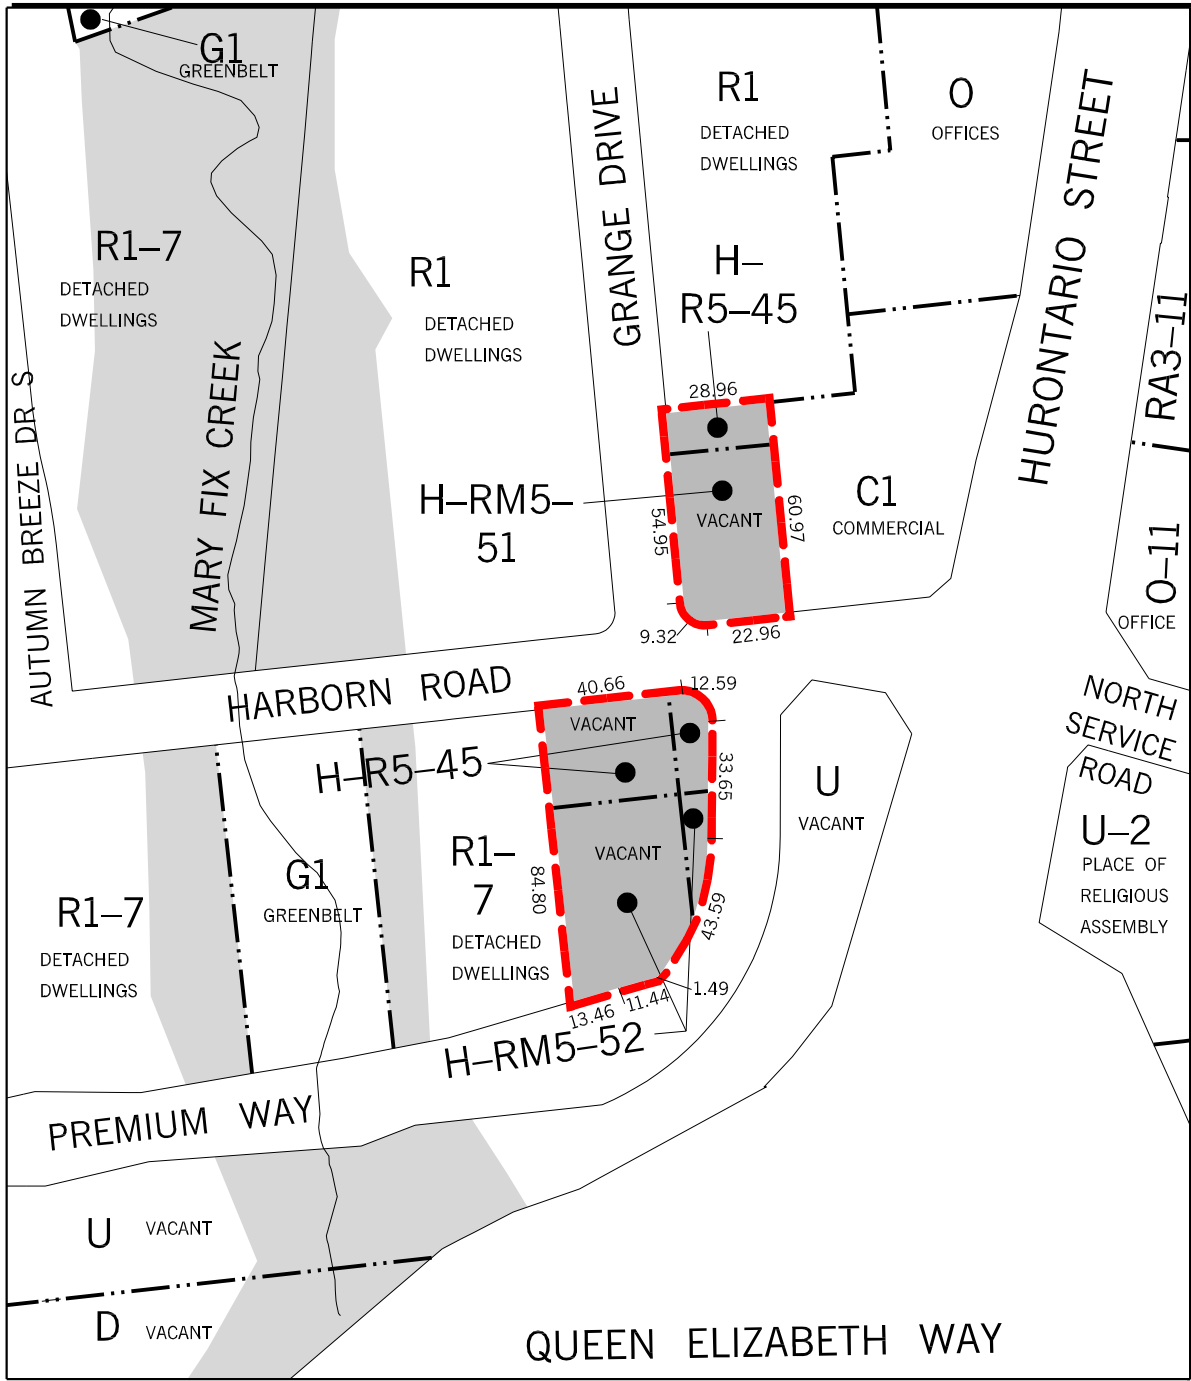 G1
GREENBELT
R1
DETACHED
DWELLINGS
O
OFFICES
GRANGE DRIVE
HURONTARIO STREET
R1–7
DETACHED
DWELLINGS
R1
DETACHED
DWELLINGS
H–
R5–45
RA3–11
AUTUMN BREEZE DR S
MARY FIX CREEK
28.96
H–RM5–
51
VACANT
54.95
60.97
C1
COMMERCIAL
O–11
OFFICE
9.32
22.96
HARBORN ROAD
40.66
12.59
VACANT
NORTH
SERVICE
ROAD
H–R5–45
33.65
U
VACANT
U–2
PLACE OF
RELIGIOUS
ASSEMBLY
R1–
7
DETACHED
DWELLINGS
VACANT
84.80
43.59
G1
GREENBELT
R1–7
DETACHED
DWELLINGS
1.49
11.44
13.46
H–RM5–52
PREMIUM WAY
U
VACANT
D
VACANT
QUEEN ELIZABETH WAY